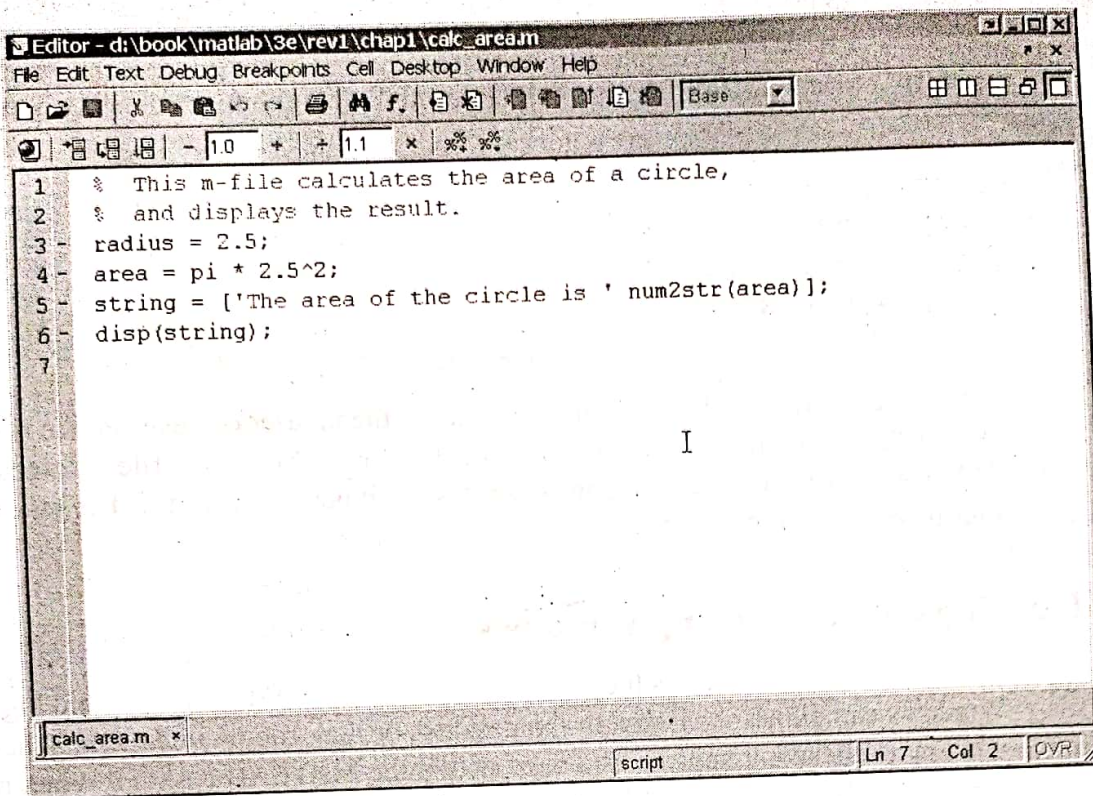 Editor - d:\book\matlab\3e\rev1\chap1\calc_area.m
File Edit Text Debug Breakpoints Cell Desktop Window Help
Base
- 1.0 + ÷ 1.1 ×
1 % This m-file calculates the area of a circle,
2 % and displays the result.
3 - radius = 2.5;
4 - area = pi * 2.5^2;
5 - string = ['The area of the circle is ' num2str(area)];
6 - disp(string);
7
calc_area.m ×
script Ln 7 Col 2 OVR